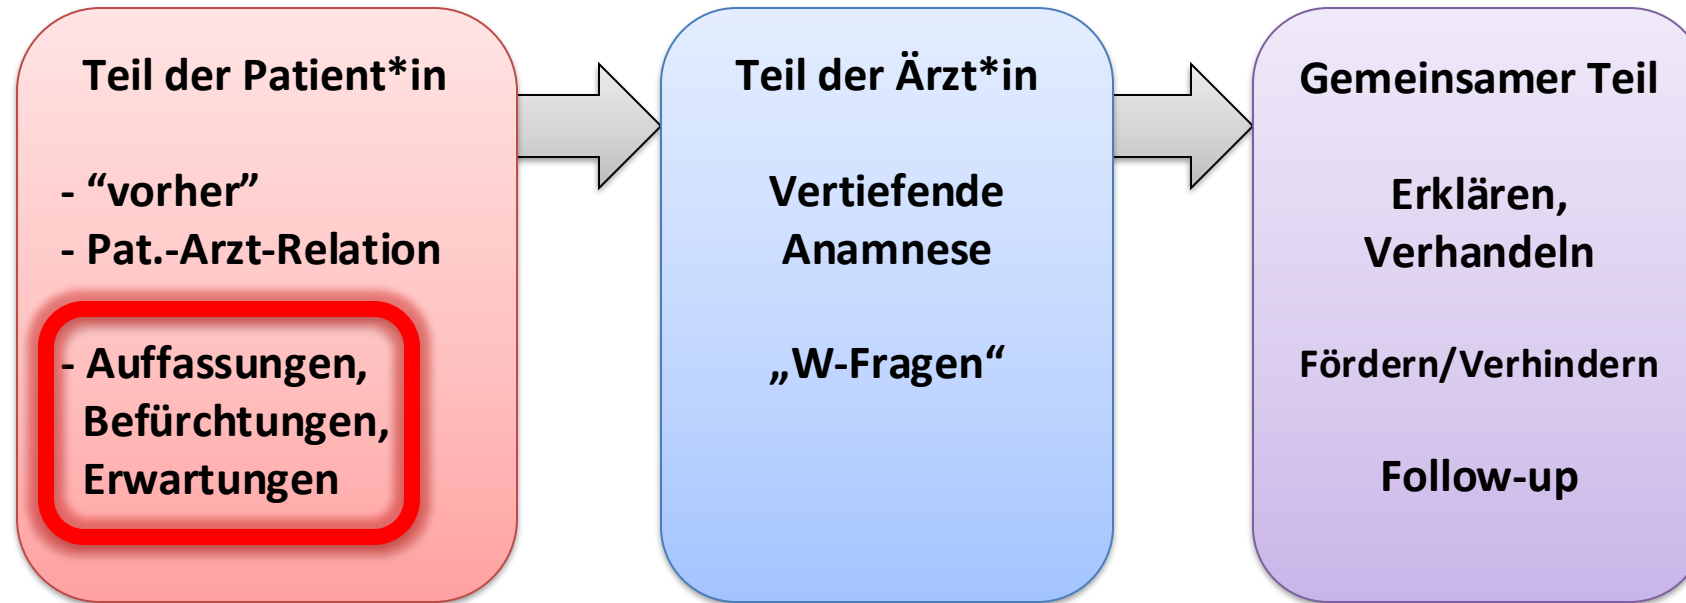 Teil der Patient*in
- “vorher”
- Pat.-Arzt-Relation
- Auffassungen,
Befürchtungen,
Erwartungen
Teil der Ärzt*in
Vertiefende
Anamnese
„W-Fragen“
Gemeinsamer Teil
Erklären,
Verhandeln
Fördern/Verhindern
Follow-up